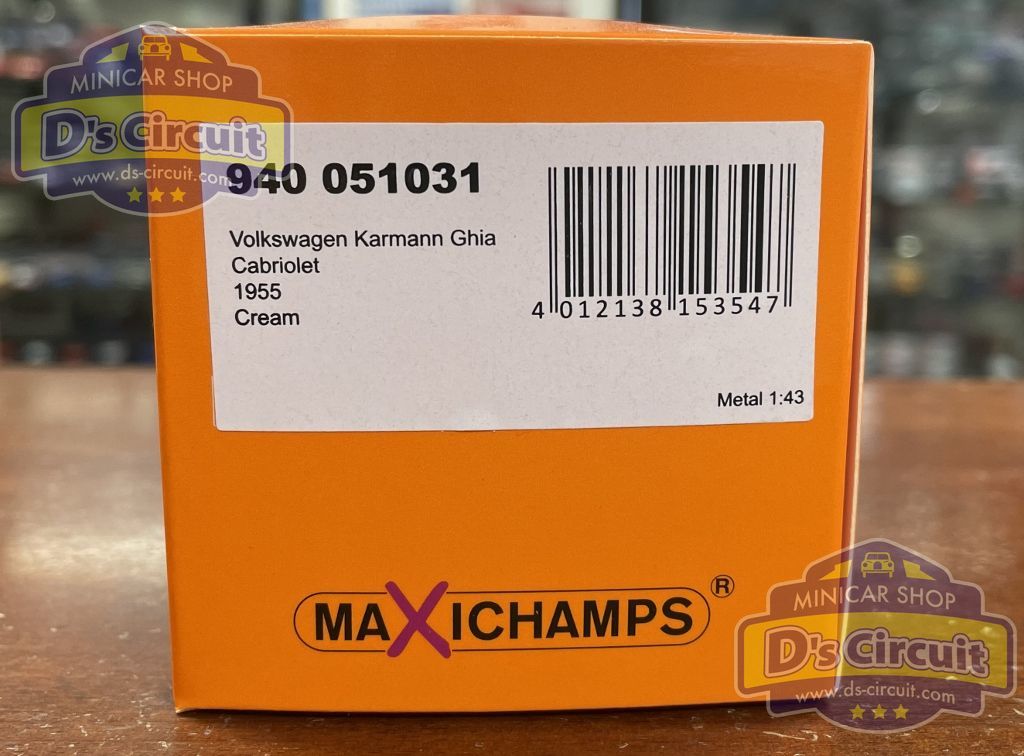 MINICAR SHOP
D's Circuit
www.ds-circuit.com
940 051031
Volkswagen Karmann Ghia
Cabriolet
1955
Cream
4 012138 153547
Metal 1:43
MAXICHAMPS®
MINICAR SHOP
D's Circuit
www.ds-circuit.com